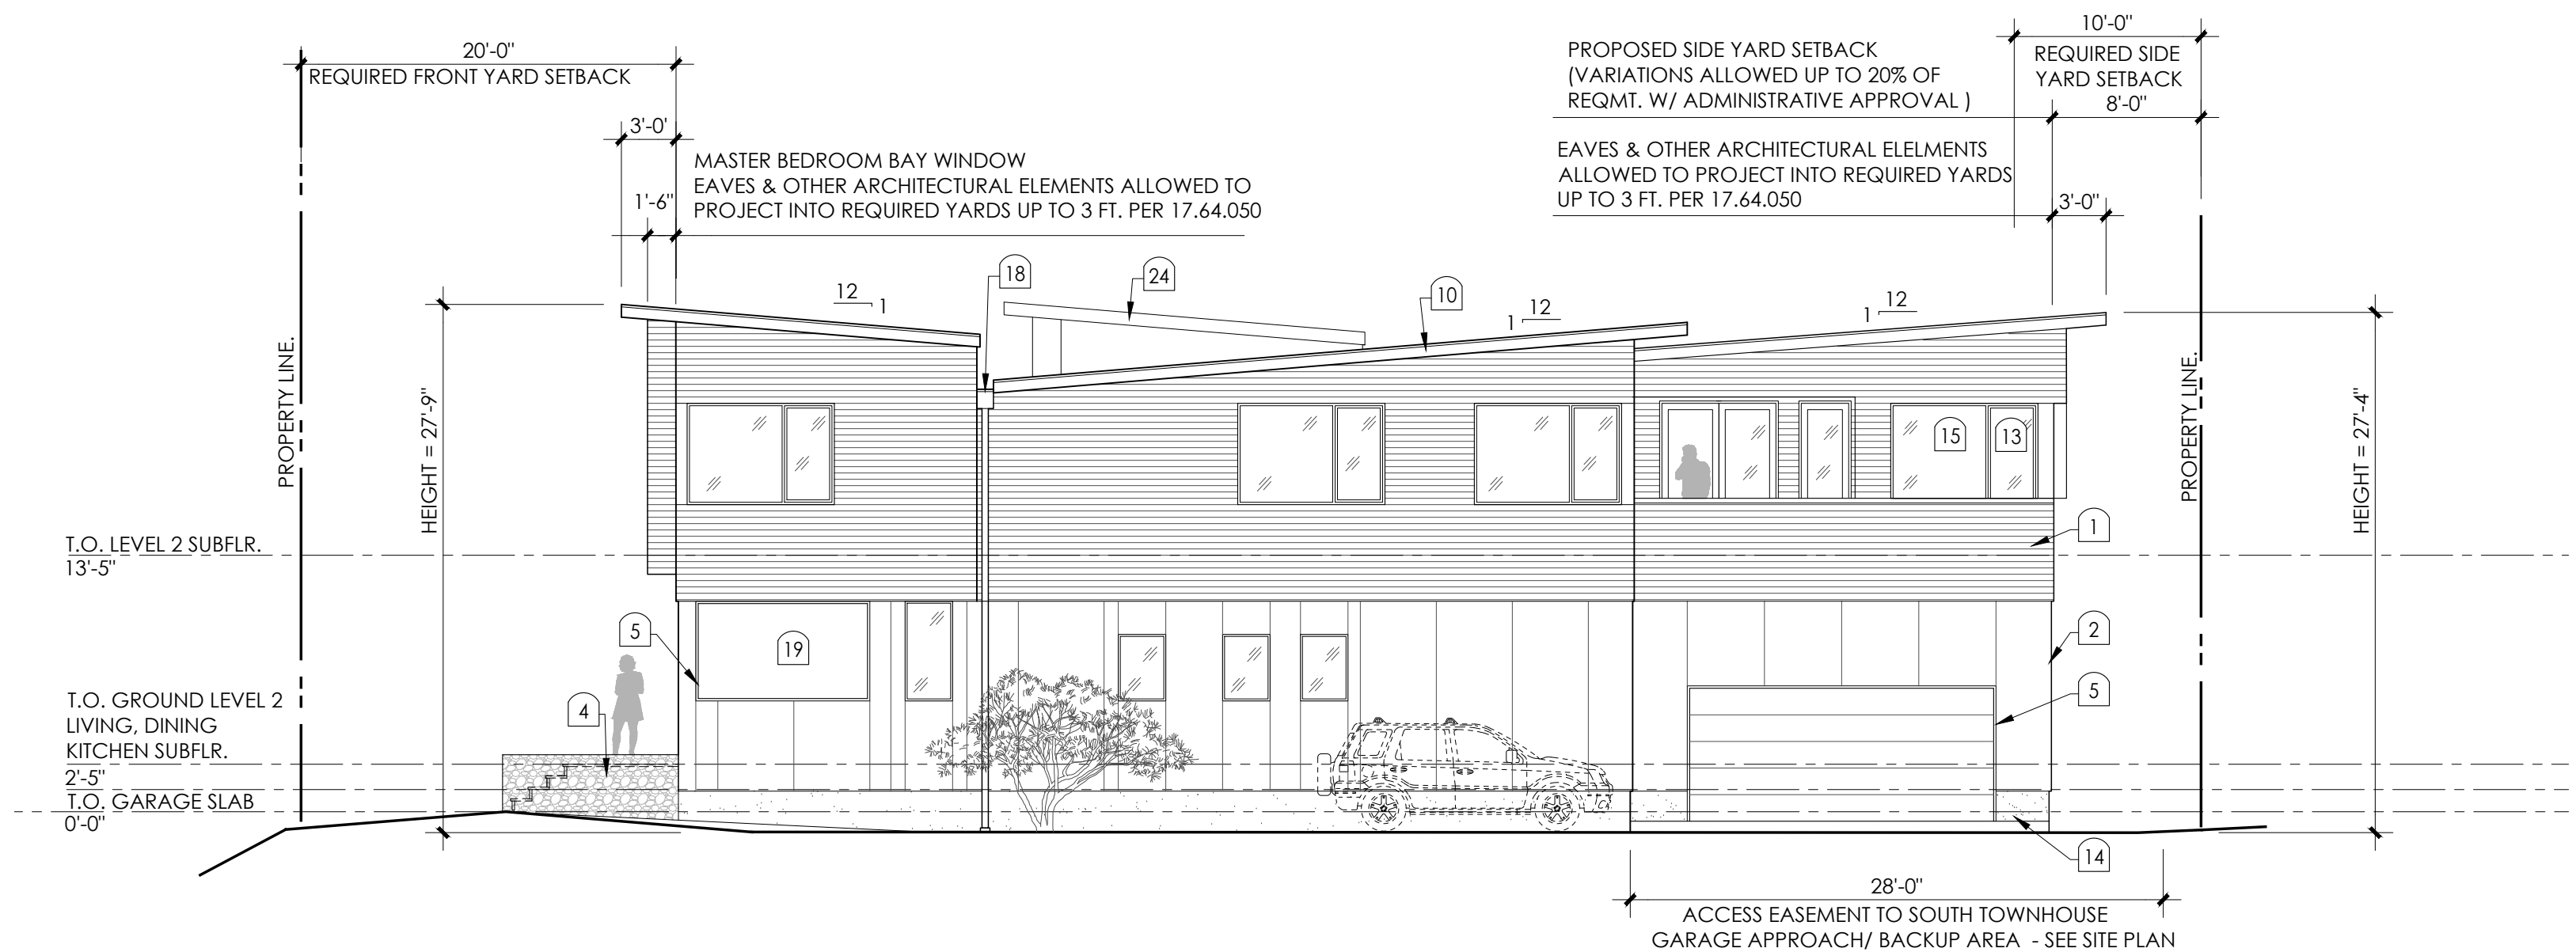 20'-0"
REQUIRED FRONT YARD SETBACK
3'-0'
1'-6"
MASTER BEDROOM BAY WINDOW
EAVES & OTHER ARCHITECTURAL ELEMENTS ALLOWED TO
PROJECT INTO REQUIRED YARDS UP TO 3 FT. PER 17.64.050
PROPOSED SIDE YARD SETBACK
(VARIATIONS ALLOWED UP TO 20% OF
REQMT. W/ ADMINISTRATIVE APPROVAL )
10'-0"
REQUIRED SIDE
YARD SETBACK
8'-0"
EAVES & OTHER ARCHITECTURAL ELELMENTS
ALLOWED TO PROJECT INTO REQUIRED YARDS
UP TO 3 FT. PER 17.64.050
3'-0"
18
24
10
12
1
12
1
12
1
PROPERTY LINE.
HEIGHT = 27'-9"
15
13
PROPERTY LINE.
HEIGHT = 27'-4"
1
T.O. LEVEL 2 SUBFLR.
13'-5"
5
19
2
4
5
T.O. GROUND LEVEL 2
LIVING, DINING
KITCHEN SUBFLR.
2'-5"
T.O. GARAGE SLAB
0'-0"
14
28'-0"
ACCESS EASEMENT TO SOUTH TOWNHOUSE
GARAGE APPROACH/ BACKUP AREA - SEE SITE PLAN